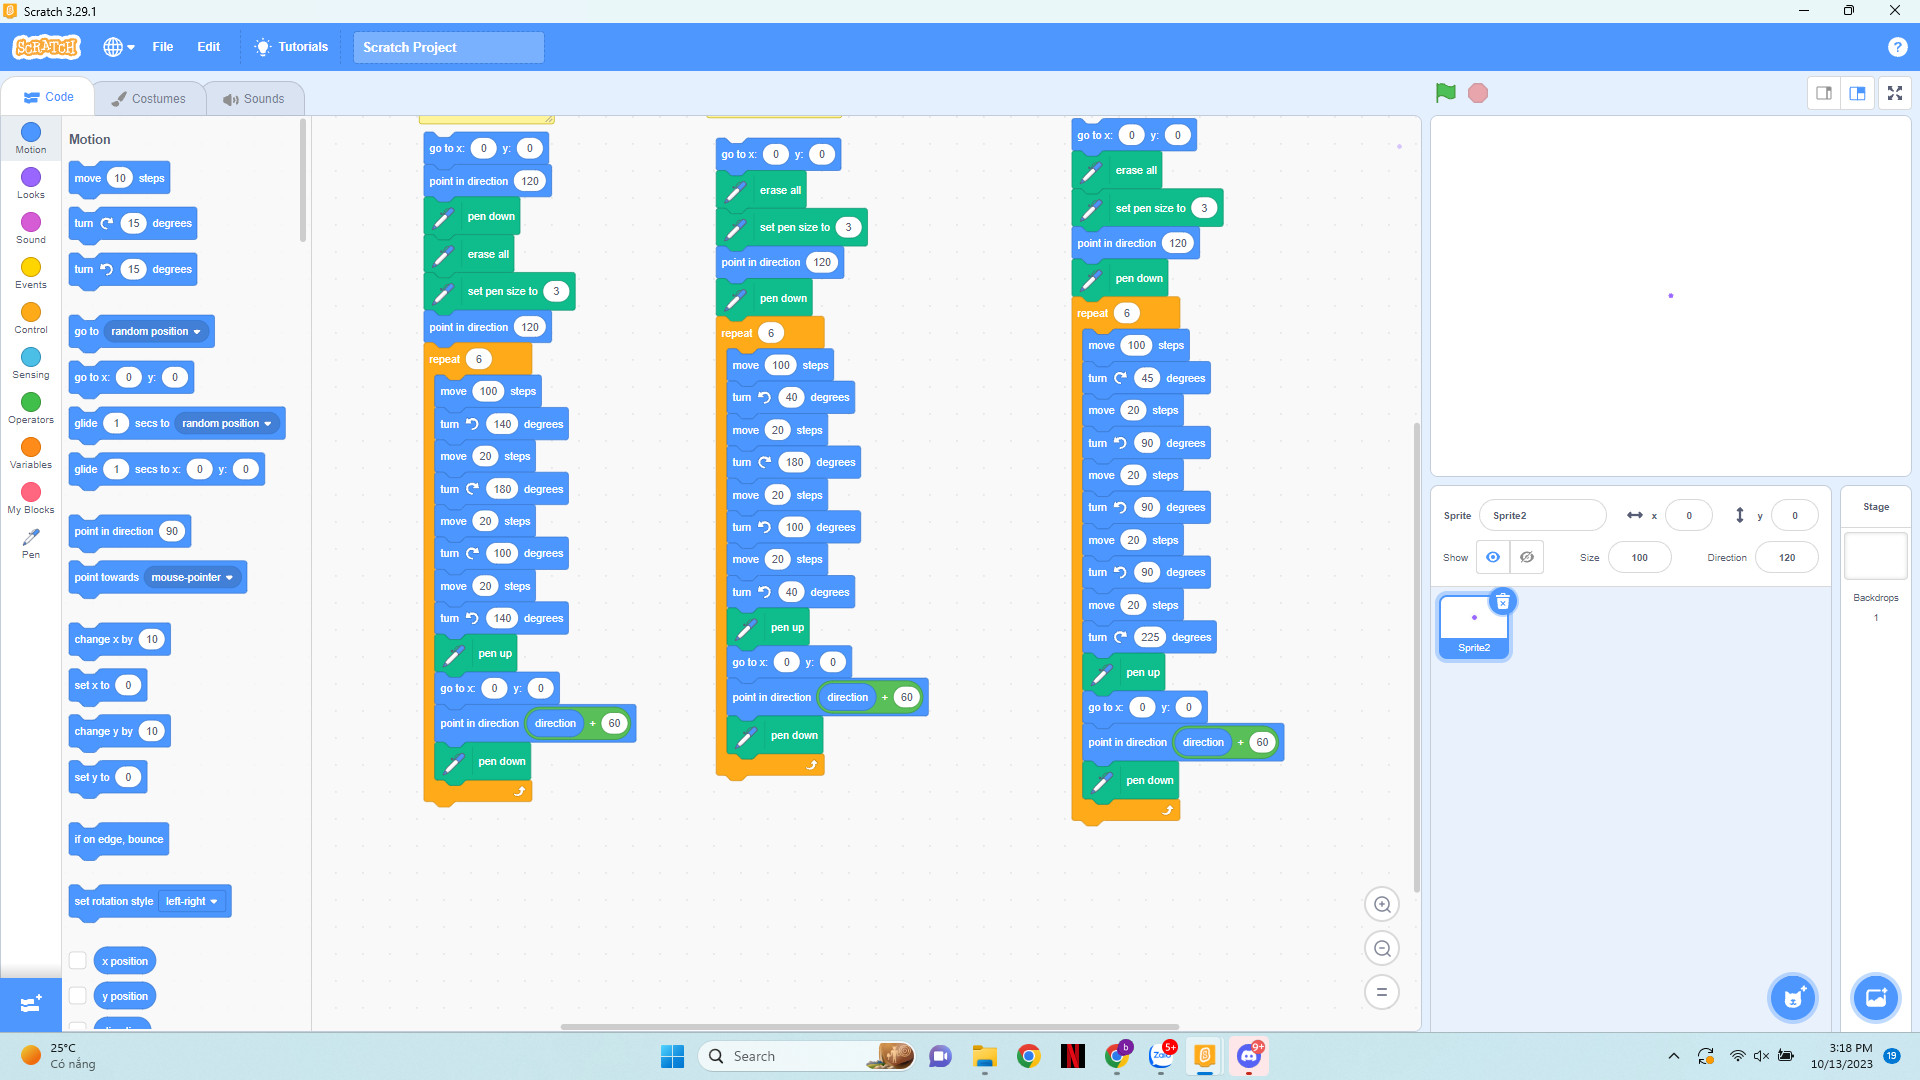 Scratch 3.29.1
SCRATCH
File
Edit
Tutorials
Scratch Project
?
Code
Costumes
Sounds
Motion
Looks
Sound
Events
Control
Sensing
Operators
Variables
My Blocks
Pen
Motion
move 10 steps
turn 15 degrees
turn 15 degrees
go to random position
go to x: 0 y: 0
glide 1 secs to random position
glide 1 secs to x: 0 y: 0
point in direction 90
point towards mouse-pointer
change x by 10
set x to 0
change y by 10
set y to 0
if on edge, bounce
set rotation style left-right
x position
y position
go to x: 0 y: 0
point in direction 120
pen down
erase all
set pen size to 3
point in direction 120
repeat 6
move 100 steps
turn 140 degrees
move 20 steps
turn 180 degrees
move 20 steps
turn 100 degrees
move 20 steps
turn 140 degrees
pen up
go to x: 0 y: 0
point in direction direction + 60
pen down
go to x: 0 y: 0
erase all
set pen size to 3
point in direction 120
pen down
repeat 6
move 100 steps
turn 40 degrees
move 20 steps
turn 180 degrees
move 20 steps
turn 100 degrees
move 20 steps
turn 40 degrees
pen up
go to x: 0 y: 0
point in direction direction + 60
pen down
go to x: 0 y: 0
erase all
set pen size to 3
point in direction 120
pen down
repeat 6
move 100 steps
turn 45 degrees
move 20 steps
turn 90 degrees
move 20 steps
turn 90 degrees
move 20 steps
turn 90 degrees
move 20 steps
turn 225 degrees
pen up
go to x: 0 y: 0
point in direction direction + 60
pen down
Sprite Sprite2 x 0 y 0
Show Size 100 Direction 120
Sprite2
Stage
Backdrops
1
25°C
Có nắng
Search
N
b
Zalo
5+
9+
3:18 PM
10/13/2023
19